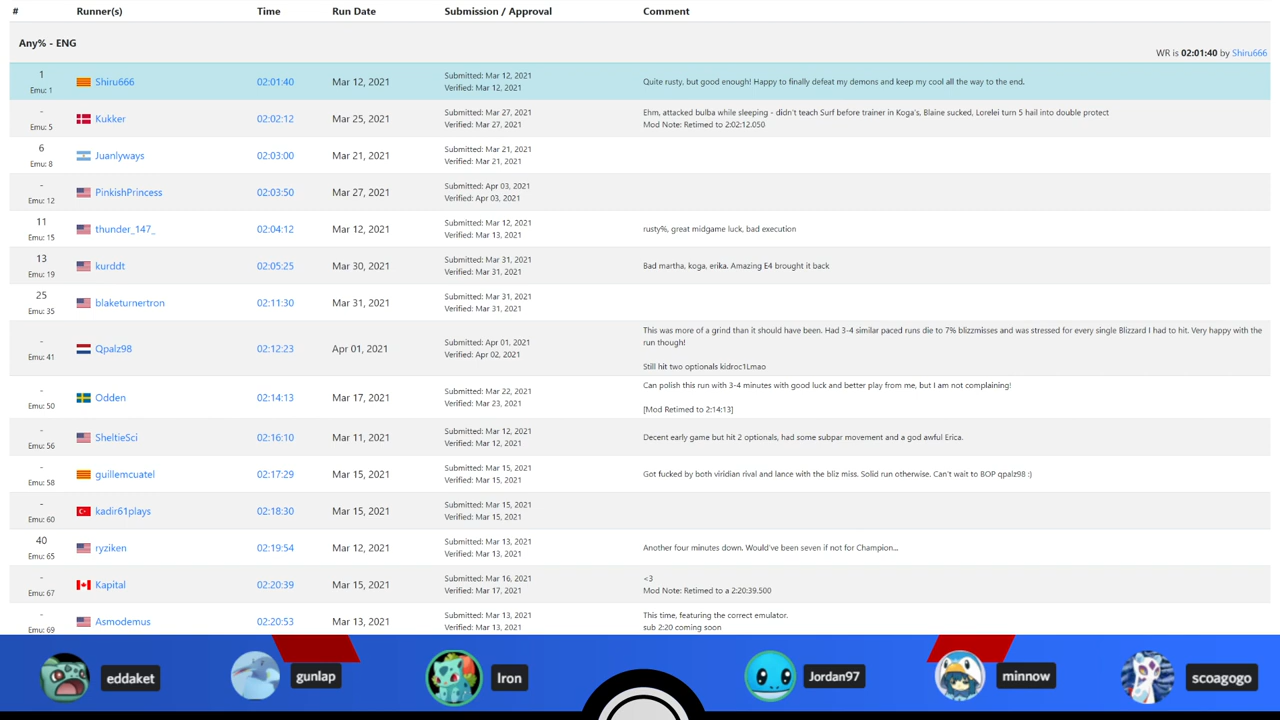 # Runner(s) Time Run Date Submission / Approval Comment
Any% - ENG
WR is 02:01:40 by Shiru666
1 Emu: 1 Shiru666 02:01:40 Mar 12, 2021 Submitted: Mar 12, 2021 Verified: Mar 12, 2021 Quite rusty, but good enough! Happy to finally defeat my demons and keep my cool all the way to the end.
- Emu: 5 Kukker 02:02:12 Mar 25, 2021 Submitted: Mar 27, 2021 Verified: Mar 27, 2021 Ehm, attacked bulba while sleeping - didn't teach Surf before trainer in Koga's, Blaine sucked, Lorelei turn 5 hail into double protect
Mod Note: Retimed to 2:02:12.050
6 Emu: 8 Juanlyways 02:03:00 Mar 21, 2021 Submitted: Mar 21, 2021 Verified: Mar 21, 2021
- Emu: 12 PinkishPrincess 02:03:50 Mar 27, 2021 Submitted: Apr 03, 2021 Verified: Apr 03, 2021
11 Emu: 15 thunder_147_ 02:04:12 Mar 12, 2021 Submitted: Mar 12, 2021 Verified: Mar 13, 2021 rusty%, great midgame luck, bad execution
13 Emu: 19 kurddt 02:05:25 Mar 30, 2021 Submitted: Mar 31, 2021 Verified: Mar 31, 2021 Bad martha, koga, erika. Amazing E4 brought it back
25 Emu: 35 blaketurnertron 02:11:30 Mar 31, 2021 Submitted: Mar 31, 2021 Verified: Mar 31, 2021
- Emu: 41 Qpalz98 02:12:23 Apr 01, 2021 Submitted: Apr 01, 2021 Verified: Apr 02, 2021 This was more of a grind than it should have been. Had 3-4 similar paced runs die to 7% blizzmisses and was stressed for every single Blizzard I had to hit. Very happy with the
run though!
Still hit two optionals kidroc1Lmao
- Emu: 50 Odden 02:14:13 Mar 17, 2021 Submitted: Mar 22, 2021 Verified: Mar 23, 2021 Can polish this run with 3-4 minutes with good luck and better play from me, but I am not complaining!
[Mod Retimed to 2:14:13]
- Emu: 56 SheltieSci 02:16:10 Mar 11, 2021 Submitted: Mar 12, 2021 Verified: Mar 12, 2021 Decent early game but hit 2 optionals, had some subpar movement and a god awful Erica.
- Emu: 58 guillemcuatel 02:17:29 Mar 15, 2021 Submitted: Mar 15, 2021 Verified: Mar 15, 2021 Got fucked by both viridian rival and lance with the bliz miss. Solid run otherwise. Can't wait to BOP qpalz98 :)
- Emu: 60 kadir61plays 02:18:30 Mar 15, 2021 Submitted: Mar 15, 2021 Verified: Mar 15, 2021
40 Emu: 65 ryziken 02:19:54 Mar 12, 2021 Submitted: Mar 13, 2021 Verified: Mar 13, 2021 Another four minutes down. Would've been seven if not for Champion...
- Emu: 67 Kapital 02:20:39 Mar 15, 2021 Submitted: Mar 16, 2021 Verified: Mar 17, 2021 <3
Mod Note: Retimed to a 2:20:39.500
- Emu: 69 Asmodemus 02:20:53 Mar 13, 2021 Submitted: Mar 13, 2021 Verified: Mar 13, 2021 This time, featuring the correct emulator.
sub 2:20 coming soon
eddaket gunlap Iron Jordan97 minnow scoagogo